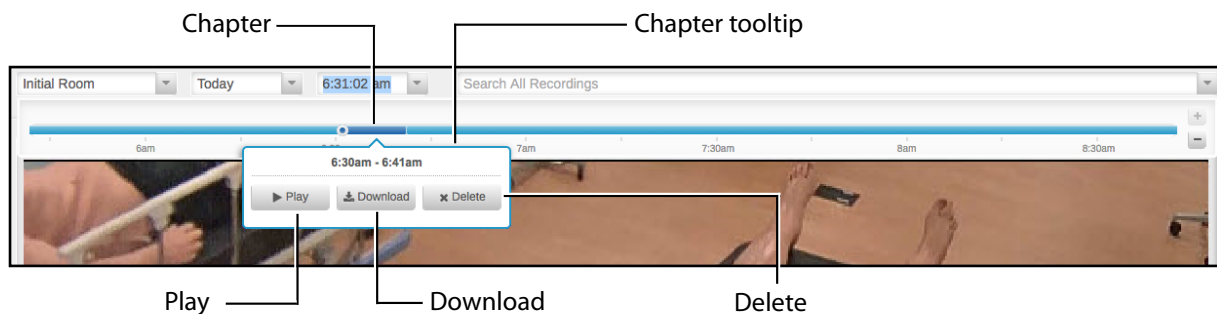 Chapter
Chapter tooltip
Initial Room
Today
6:31:02 am
Search All Recordings
+
−
6am
7am
7:30am
8am
8:30am
6:30am - 6:41am
Play
Download
Delete
Play
Download
Delete